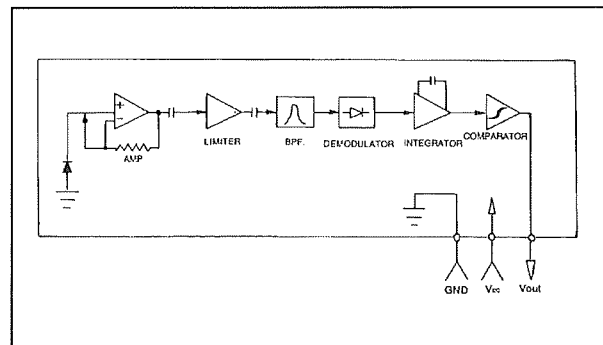 +
−
AMP
LIMITER
BPF.
DEMODULATOR
INTEGRATOR
COMPARATOR
GND
Vcc
Vout